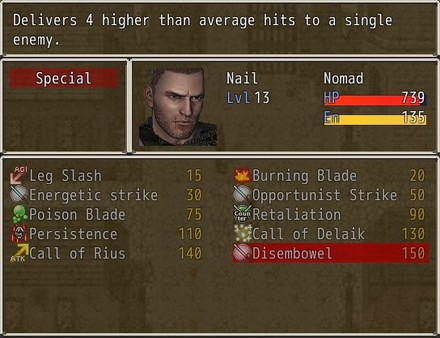 Delivers 4 higher than average hits to a single
enemy.
Special
Nail Nomad
Lvl 13 HP 739
En 135
AGI Leg Slash 15 Burning Blade 20
Energetic strike 30 Opportunist Strike 50
Poison Blade 75 Counter Retaliation 90
Persistence 110 Call of Delaik 130
ATK Call of Rius 140 Disembowel 150